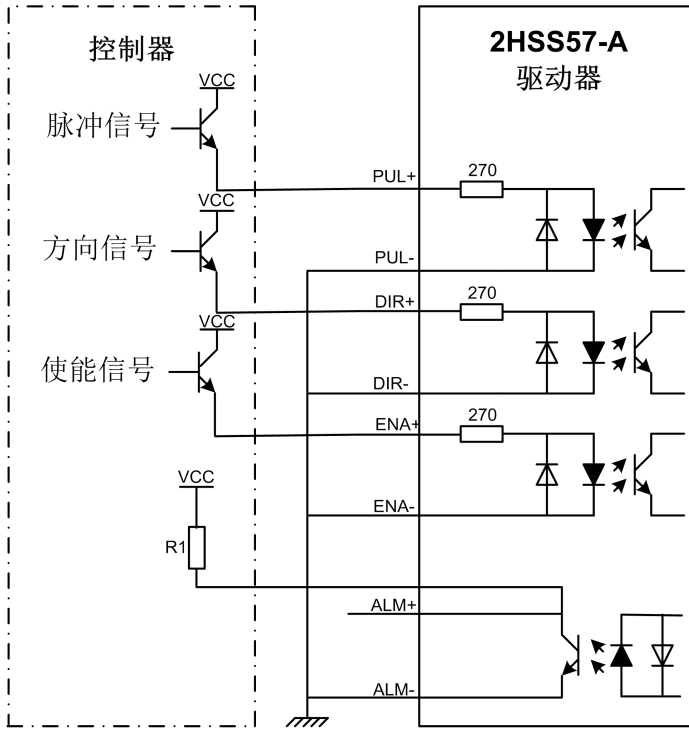 控制器
2HSS57-A
驱动器
VCC
脉冲信号
PUL+
270
VCC
方向信号
PUL-
DIR+
270
VCC
使能信号
DIR-
ENA+
270
VCC
ENA-
R1
ALM+
ALM-